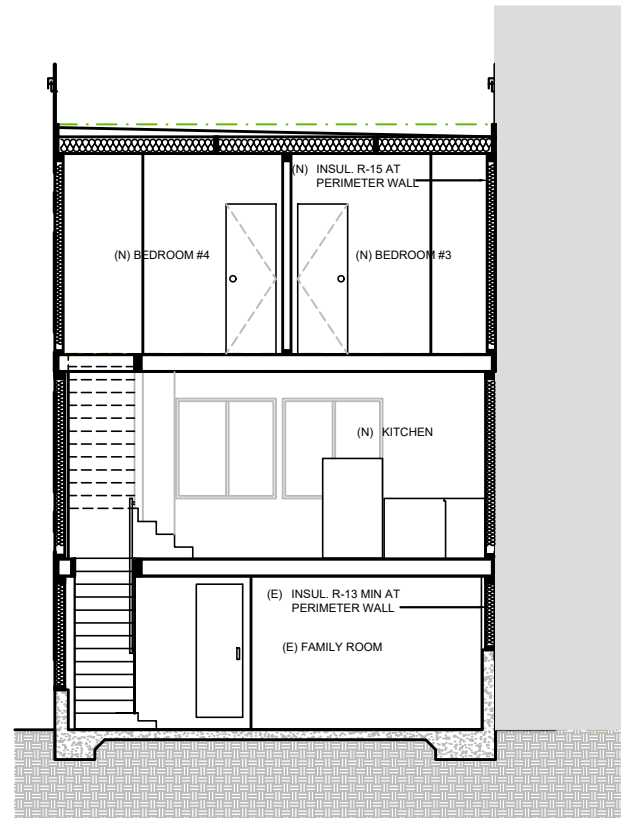 (N) INSUL. R-15 AT
PERIMETER WALL
(N) BEDROOM #4
(N) BEDROOM #3
(N) KITCHEN
(E) INSUL. R-13 MIN AT
PERIMETER WALL
(E) FAMILY ROOM